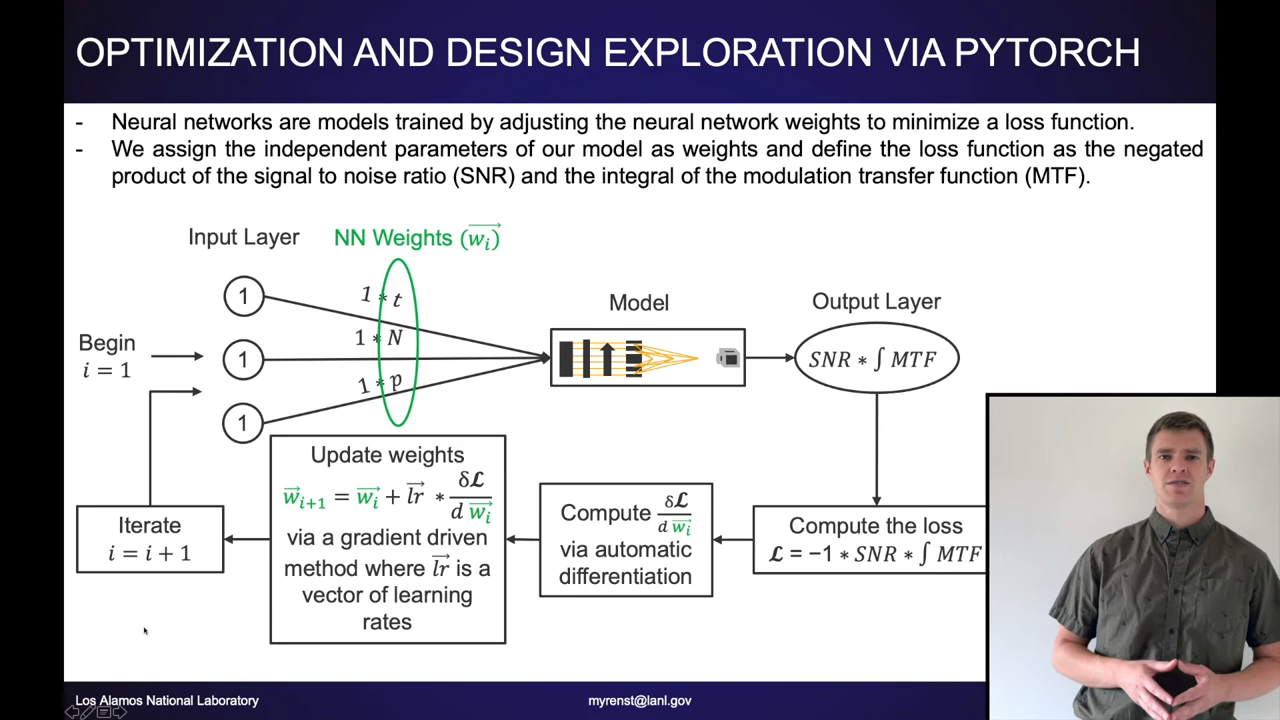 OPTIMIZATION AND DESIGN EXPLORATION VIA PYTORCH
- Neural networks are models trained by adjusting the neural network weights to minimize a loss function.
- We assign the independent parameters of our model as weights and define the loss function as the negated
product of the signal to noise ratio (SNR) and the integral of the modulation transfer function (MTF).
Input Layer
NN Weights (w⃗ᵢ)
Begin
i = 1
1
1
1
1 * t
1 * N
1 * p
Model
Output Layer
SNR * ∫ MTF
Compute the loss
ℒ = −1 * SNR * ∫ MTF
Compute δℒ / d w⃗ᵢ
via automatic
differentiation
Update weights
w⃗ᵢ₊₁ = w⃗ᵢ + l⃗r * δℒ / d w⃗ᵢ
via a gradient driven
method where l⃗r is a
vector of learning
rates
Iterate
i = i + 1
Los Alamos National Laboratory
myrenst@lanl.gov